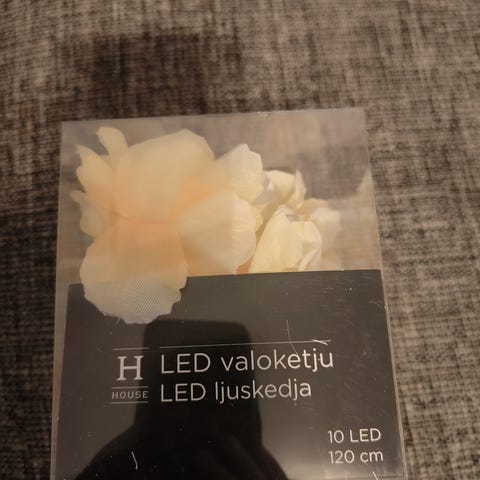 H
HOUSE
LED valoketju
LED ljuskedja
10 LED
120 cm